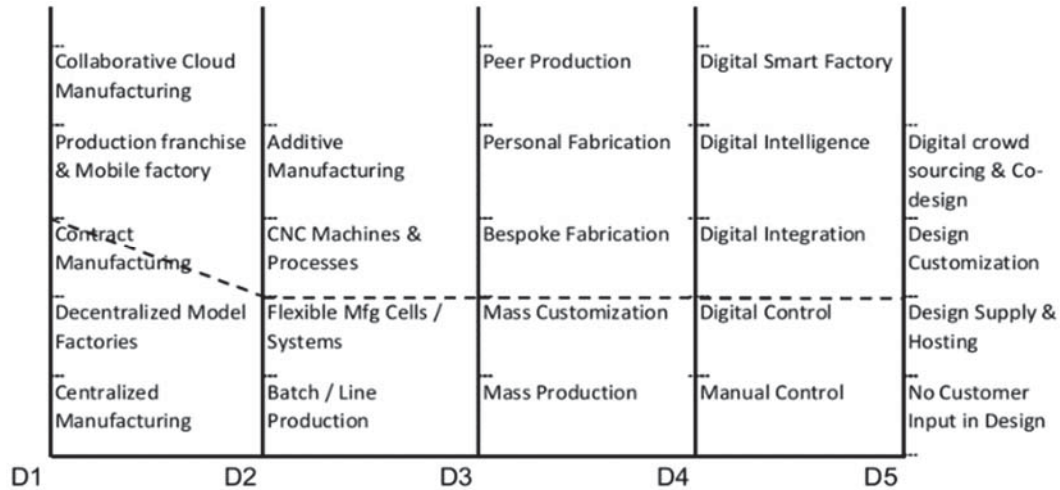 Collaborative Cloud
Manufacturing
Production franchise
& Mobile factory
Contract
Manufacturing
Decentralized Model
Factories
Centralized
Manufacturing
Additive
Manufacturing
CNC Machines &
Processes
Flexible Mfg Cells /
Systems
Batch / Line
Production
Peer Production
Personal Fabrication
Bespoke Fabrication
Mass Customization
Mass Production
Digital Smart Factory
Digital Intelligence
Digital Integration
Digital Control
Manual Control
Digital crowd
sourcing & Co-
design
Design
Customization
Design Supply &
Hosting
No Customer
Input in Design
D1
D2
D3
D4
D5